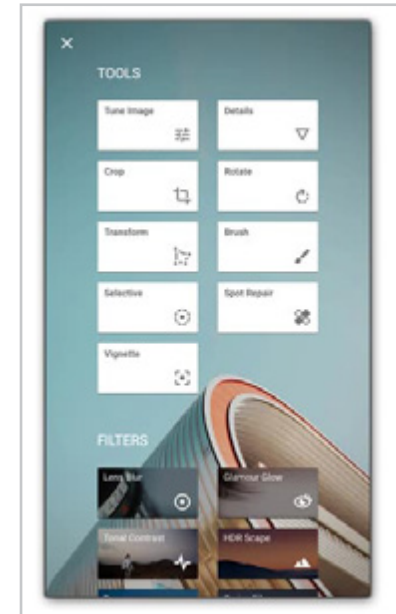 TOOLS
Tune Image
Details
Crop
Rotate
Transform
Brush
Selective
Spot Repair
Vignette
FILTERS
Lens Blur
Glamour Glow
Tonal Contrast
HDR Scape